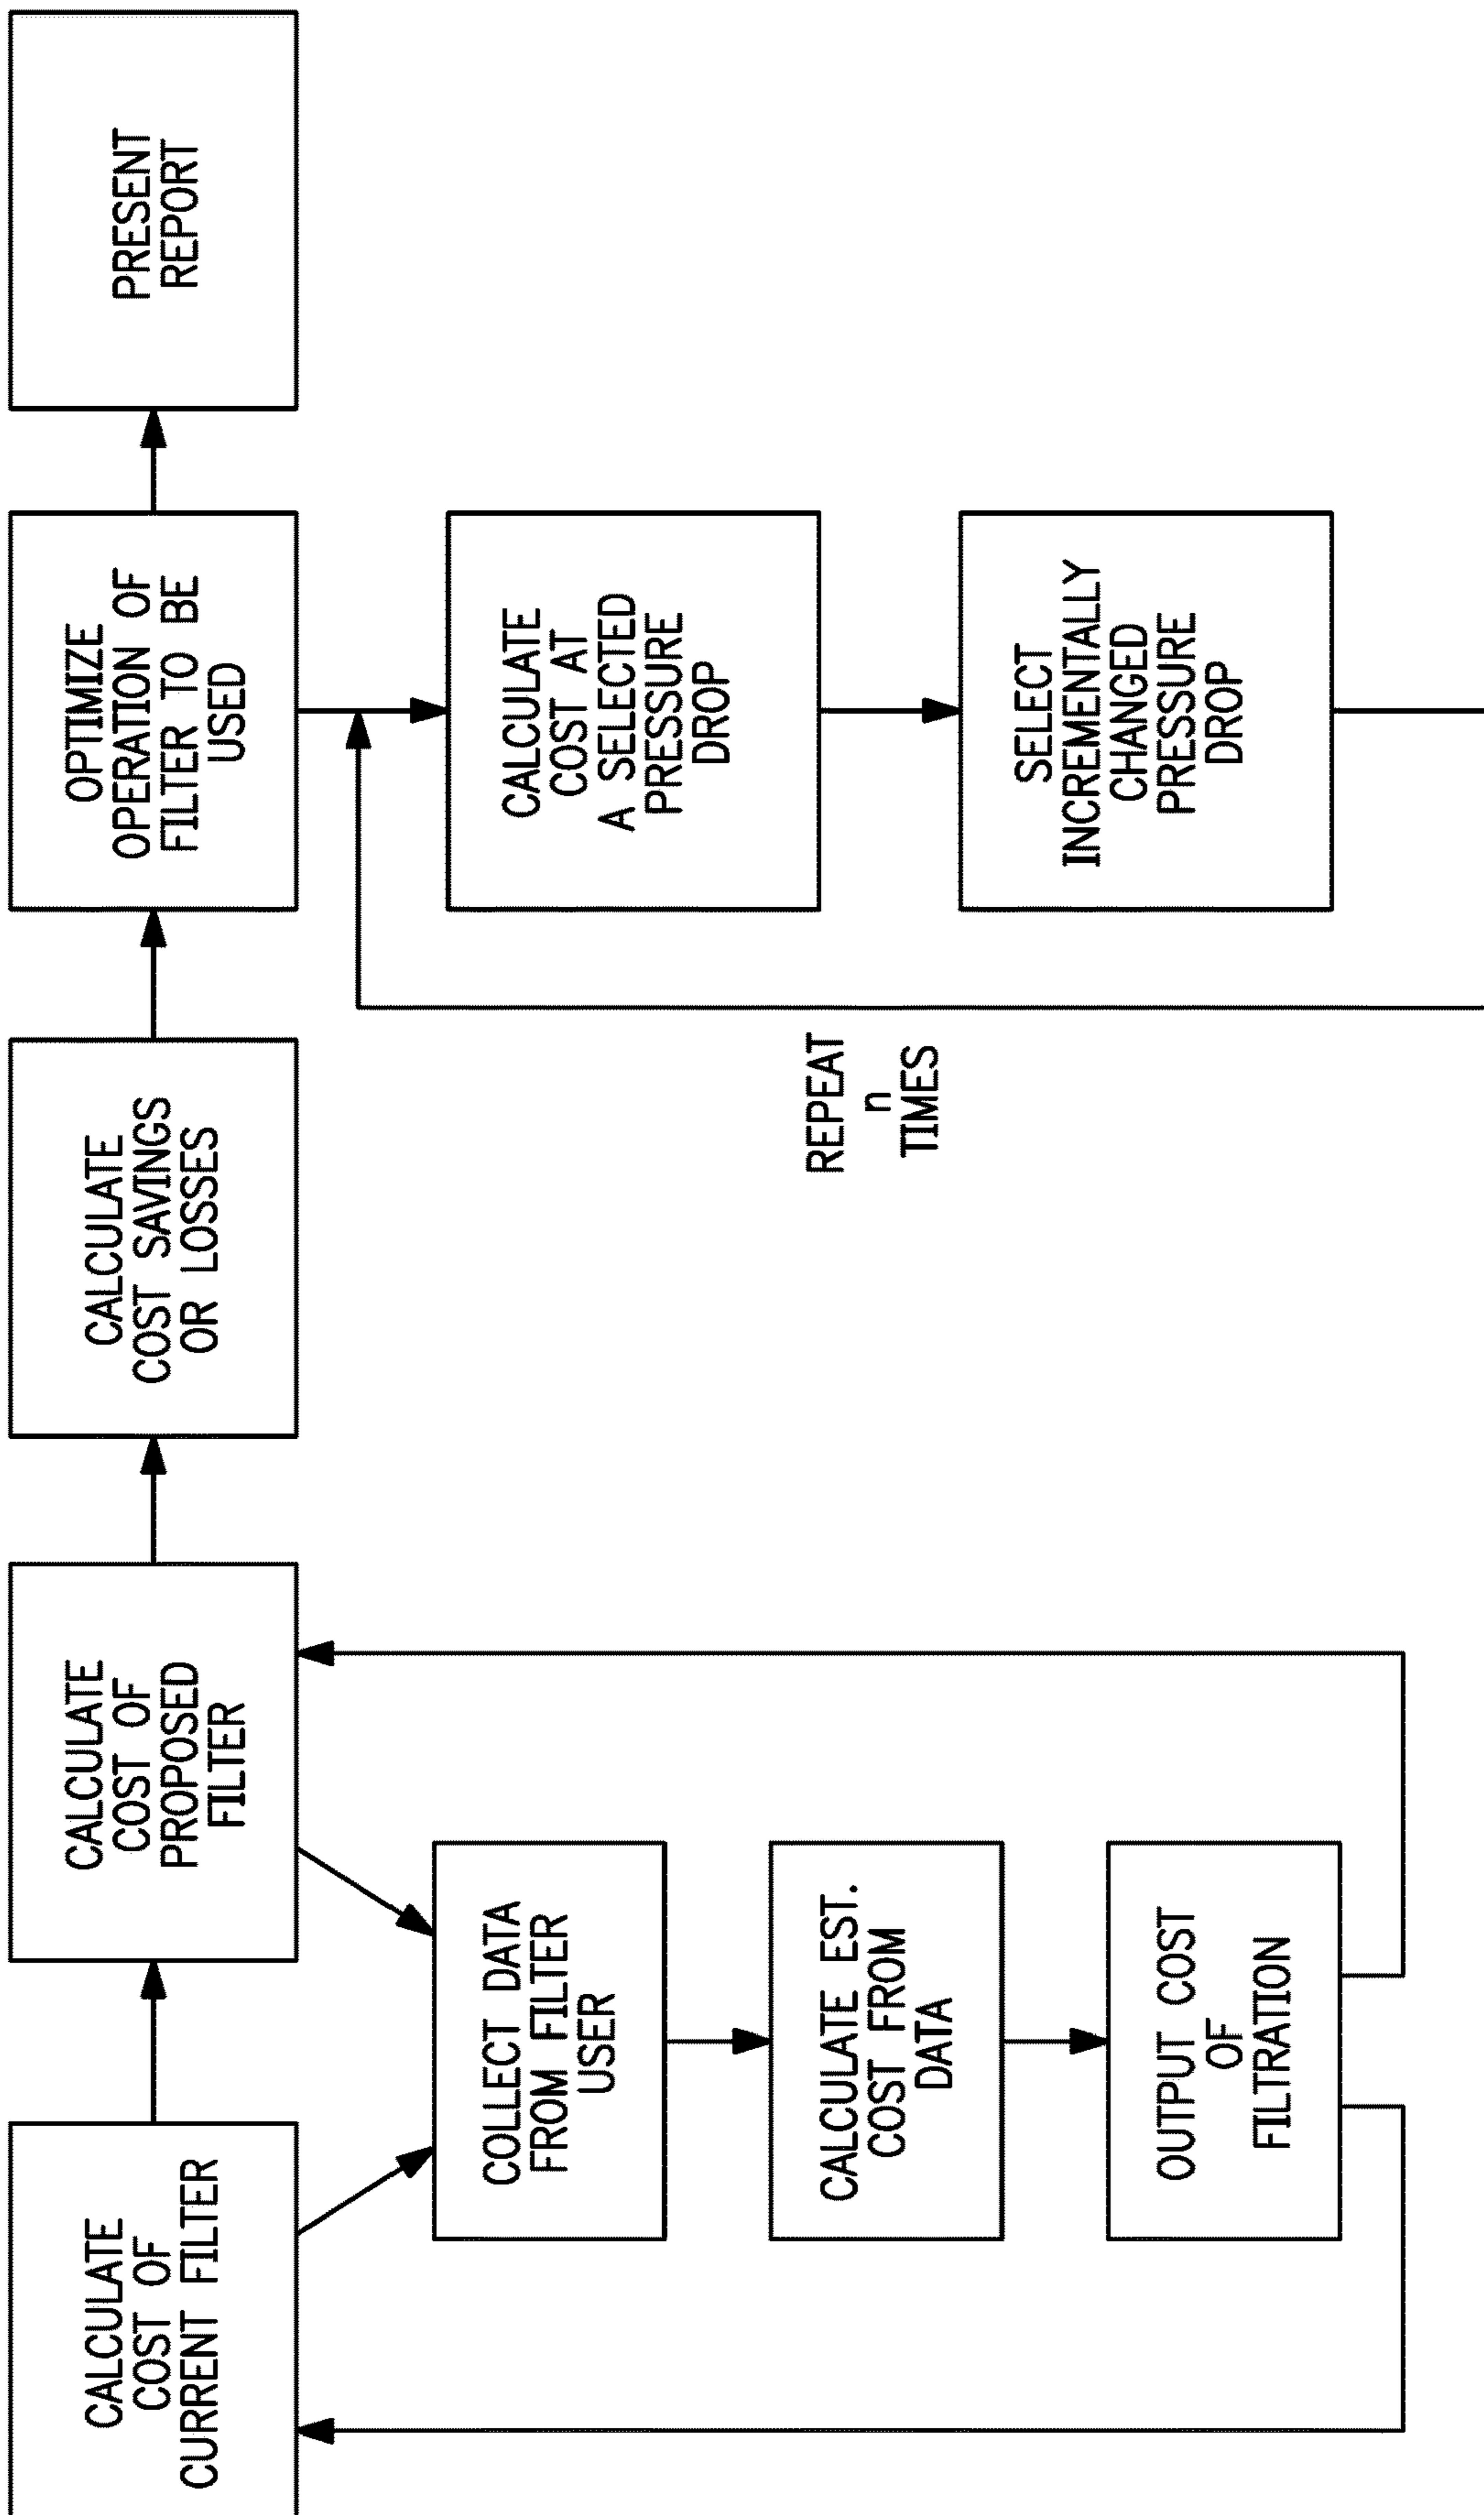 CALCULATE
COST OF
CURRENT FILTER
CALCULATE
COST OF
PROPOSED
FILTER
CALCULATE
COST SAVINGS
OR LOSSES
OPTIMIZE
OPERATION OF
FILTER TO BE
USED
PRESENT
REPORT
COLLECT DATA
FROM FILTER
USER
CALCULATE EST.
COST FROM
DATA
OUTPUT COST
OF
FILTRATION
CALCULATE
COST AT
A SELECTED
PRESSURE
DROP
SELECT
INCREMENTALLY
CHANGED
PRESSURE
DROP
REPEAT
n
TIMES